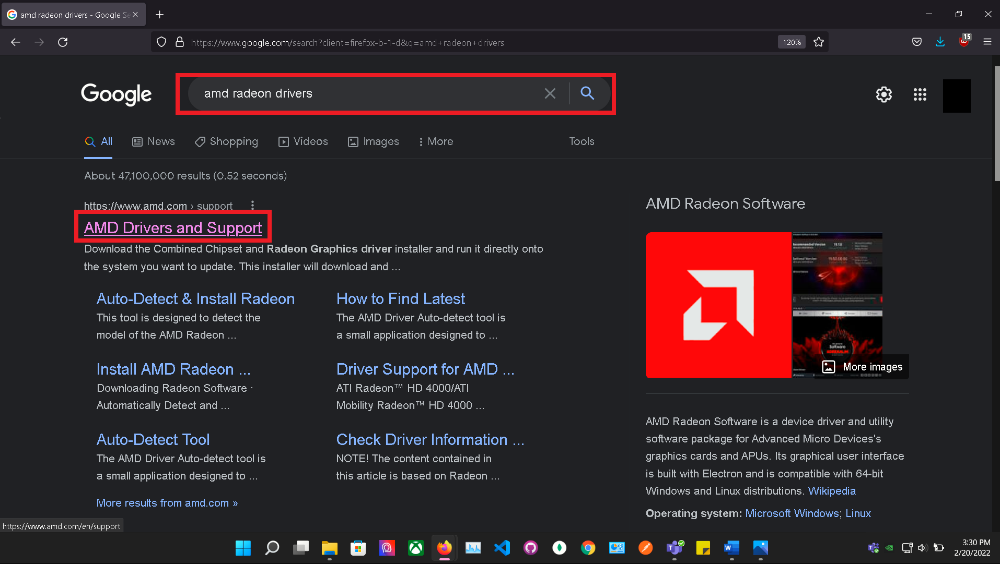 amd radeon drivers - Google Se
https://www.google.com/search?client=firefox-b-1-d&q=amd+radeon+drivers
120%
15
Google
amd radeon drivers
All
News
Shopping
Videos
Images
More
Tools
About 47,100,000 results (0.52 seconds)
https://www.amd.com › support
AMD Drivers and Support
Download the Combined Chipset and Radeon Graphics driver installer and run it directly onto
the system you want to update. This installer will download and ...
Auto-Detect & Install Radeon
This tool is designed to detect the
model of the AMD Radeon ...
How to Find Latest
The AMD Driver Auto-detect tool is
a small application designed to ...
Install AMD Radeon ...
Downloading Radeon Software ·
Automatically Detect and ...
Driver Support for AMD ...
ATI Radeon™ HD 4000/ATI
Mobility Radeon™ HD 4000 ...
Auto-Detect Tool
The AMD Driver Auto-detect tool is
a small application designed to ...
Check Driver Information ...
NOTE! The content contained in
this article is based on Radeon ...
More results from amd.com »
AMD Radeon Software
Recommended Version
Optional Version
Software
ADRENALIN
More images
AMD Radeon Software is a device driver and utility
software package for Advanced Micro Devices's
graphics cards and APUs. Its graphical user interface
is built with Electron and is compatible with 64-bit
Windows and Linux distributions. Wikipedia
Operating system: Microsoft Windows; Linux
https://www.amd.com/en/support
3:30 PM
2/20/2022